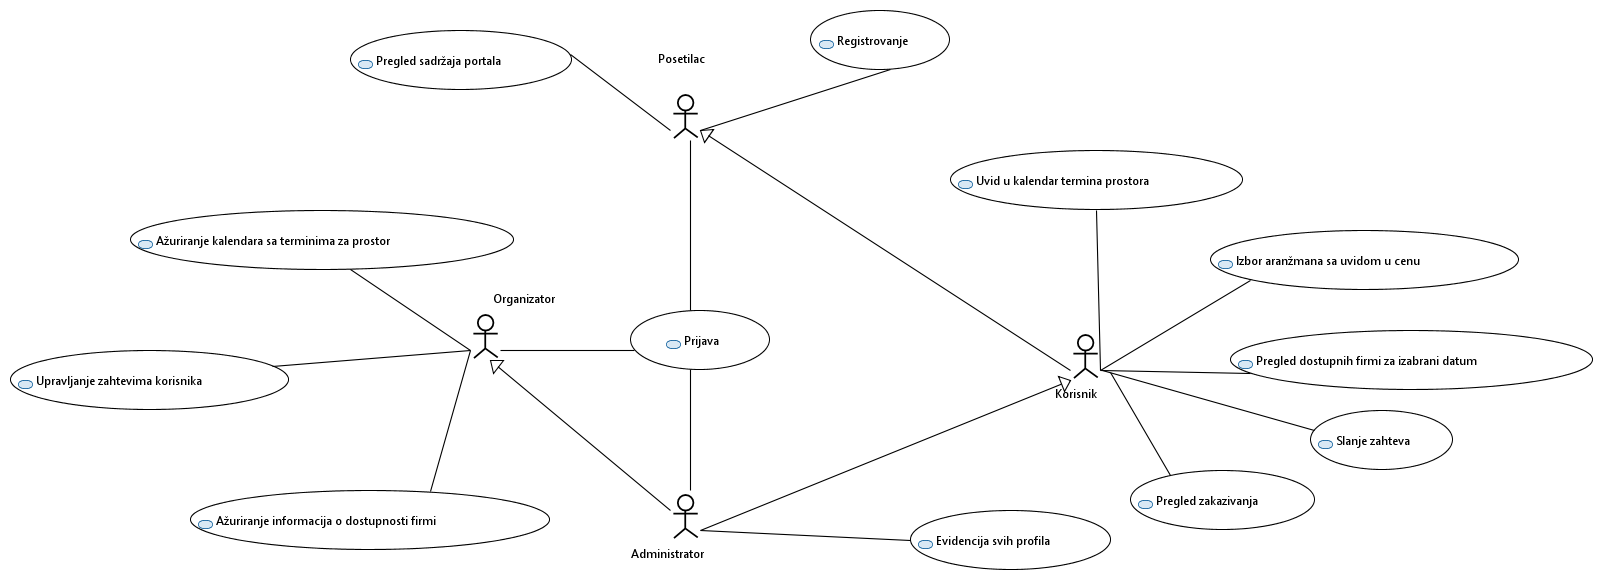 Registrovanje
Pregled sadržaja portala
Posetilac
Uvid u kalendar termina prostora
Ažuriranje kalendara sa terminima za prostor
Izbor aranžmana sa uvidom u cenu
Organizator
Prijava
Pregled dostupnih firmi za izabrani datum
Upravljanje zahtevima korisnika
Korisnik
Slanje zahteva
Pregled zakazivanja
Ažuriranje informacija o dostupnosti firmi
Evidencija svih profila
Administrator